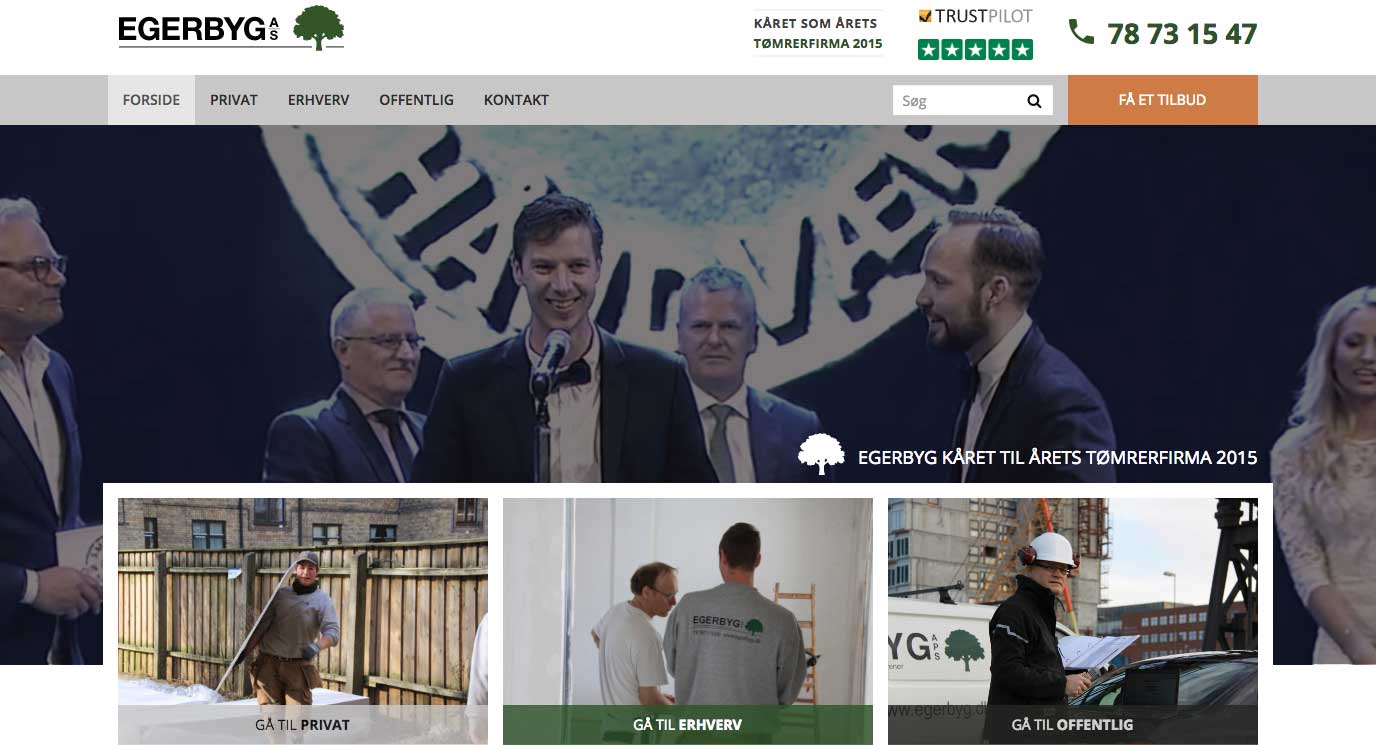 EGERBYG AS
KÅRET SOM ÅRETS
TØMRERFIRMA 2015
TRUSTPILOT
78 73 15 47
FORSIDE PRIVAT ERHVERV OFFENTLIG KONTAKT
Søg
FÅ ET TILBUD
HÅNDVÆR
EGERBYG KÅRET TIL ÅRETS TØMRERFIRMA 2015
EGERBYG
YG APS
www.egerbyg.d
GÅ TIL PRIVAT
GÅ TIL ERHVERV
GÅ TIL OFFENTLIG